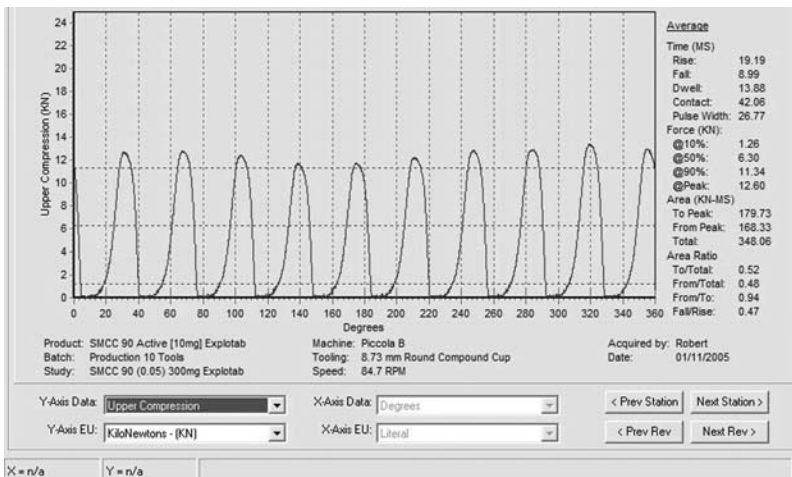 24
22
20
18
16
14
12
10
8
6
4
2
0
Upper Compression (KN)
0 20 40 60 80 100 120 140 160 180 200 220 240 260 280 300 320 340 360
Degrees
Average
Time (MS)
Rise: 19.19
Fall: 8.99
Dwell: 13.88
Contact: 42.06
Pulse Width: 26.77
Force (KN):
@10%: 1.26
@50%: 6.30
@90%: 11.34
@Peak: 12.60
Area (KN-MS)
To Peak: 179.73
From Peak: 168.33
Total: 348.06
Area Ratio
To/Total: 0.52
From/Total: 0.48
From/To: 0.94
Fall/Rise: 0.47
Product: SMCC 90 Active [10mg] Explotab Machine: Piccola B Acquired by: Robert
Batch: Production 10 Tools Tooling: 8.73 mm Round Compound Cup Date: 01/11/2005
Study: SMCC 90 (0.05) 300mg Explotab Speed: 84.7 RPM
Y-Axis Data: Upper Compression X-Axis Data: Degrees < Prev Station Next Station >
Y-Axis EU: KiloNewtons - (KN) X-Axis EU: Literal < Prev Rev Next Rev >
X = n/a Y = n/a